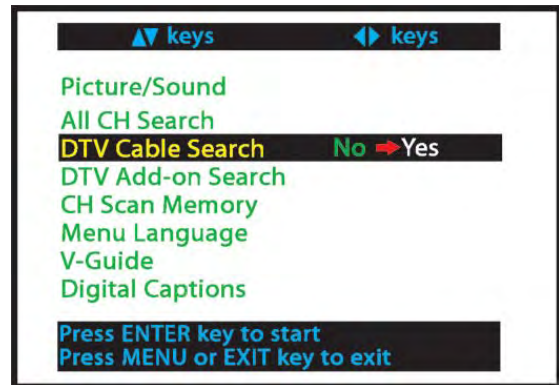 ▲▼ keys ◀▶ keys
Picture/Sound
All CH Search
DTV Cable Search No ➡Yes
DTV Add-on Search
CH Scan Memory
Menu Language
V-Guide
Digital Captions
Press ENTER key to start
Press MENU or EXIT key to exit